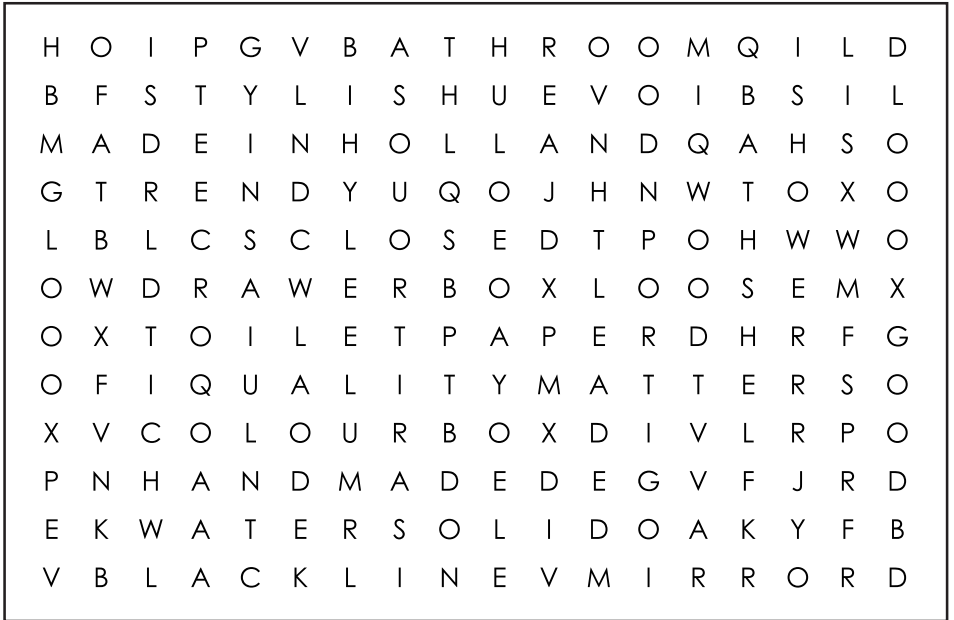 H O I P G V B A T H R O O M Q I L D
B F S T Y L I S H U E V O I B S I L
M A D E I N H O L L A N D Q A H S O
G T R E N D Y U Q O J H N W T O X O
L B L C S C L O S E D T P O H W W O
O W D R A W E R B O X L O O S E M X
O X T O I L E T P A P E R D H R F G
O F I Q U A L I T Y M A T T E R S O
X V C O L O U R B O X D I V L R P O
P N H A N D M A D E D E G V F J R D
E K W A T E R S O L I D O A K Y F B
V B L A C K L I N E V M I R R O R D